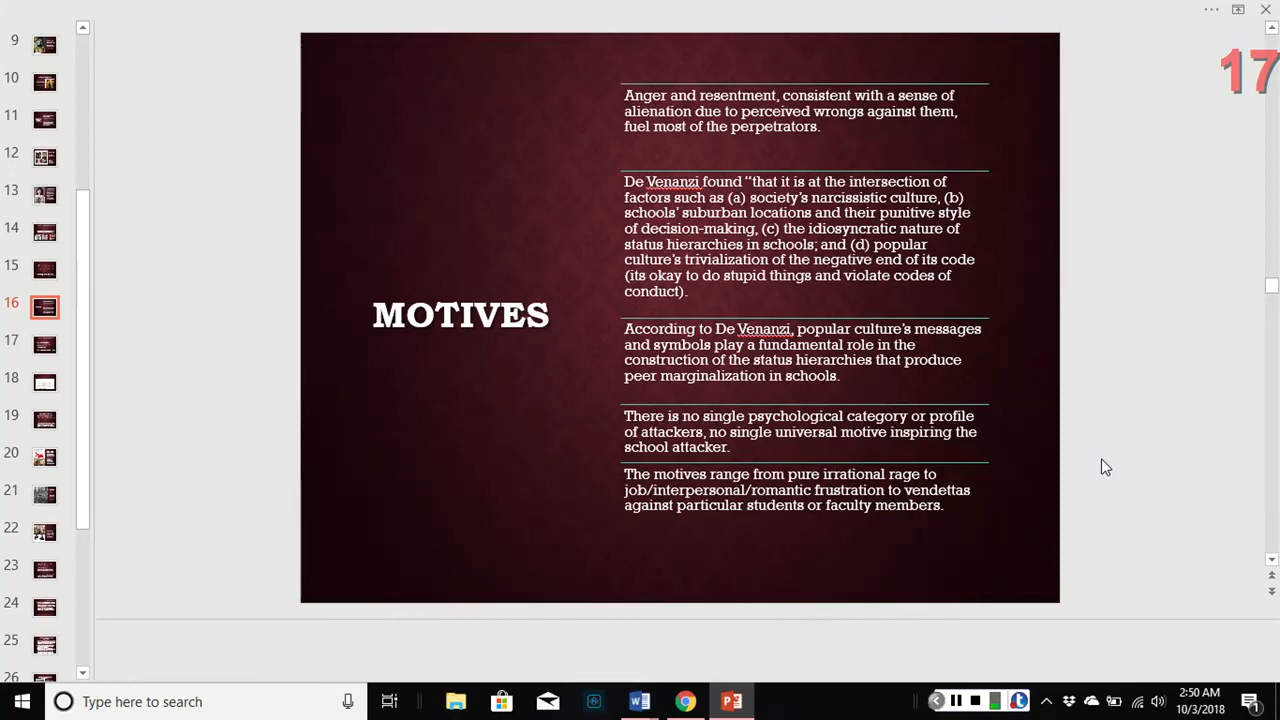 17
9
10
11
12
13
14
15
16
17
18
19
20
21
22
23
24
25
26
MOTIVES
Anger and resentment, consistent with a sense of
alienation due to perceived wrongs against them,
fuel most of the perpetrators.
De Venanzi found “that it is at the intersection of
factors such as (a) society’s narcissistic culture, (b)
schools’ suburban locations and their punitive style
of decision-making, (c) the idiosyncratic nature of
status hierarchies in schools; and (d) popular
culture’s trivialization of the negative end of its code
(its okay to do stupid things and violate codes of
conduct).
According to De Venanzi, popular culture’s messages
and symbols play a fundamental role in the
construction of the status hierarchies that produce
peer marginalization in schools.
There is no single psychological category or profile
of attackers, no single universal motive inspiring the
school attacker.
The motives range from pure irrational rage to
job/interpersonal/romantic frustration to vendettas
against particular students or faculty members.
Type here to search
2:50 AM
10/3/2018
1